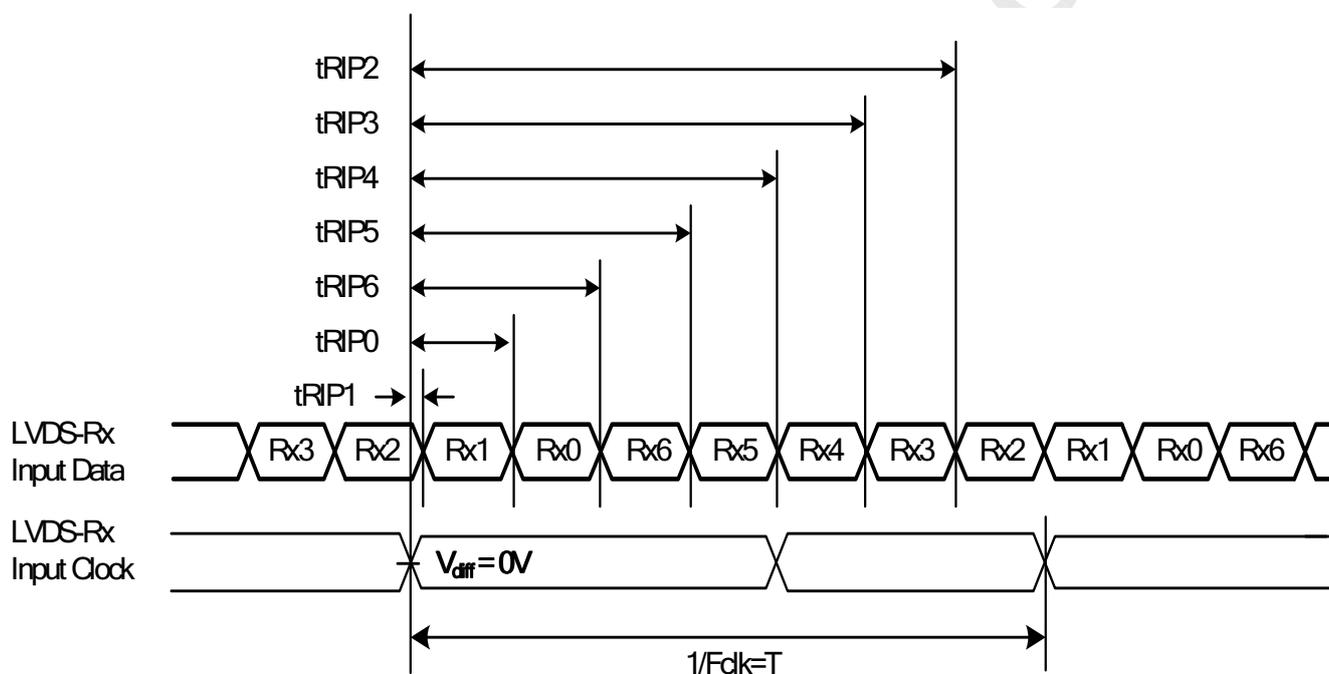 tRIP2
tRIP3
tRIP4
tRIP5
tRIP6
tRIP0
tRIP1
LVDS-Rx
Input Data
Rx3 Rx2 Rx1 Rx0 Rx6 Rx5 Rx4 Rx3 Rx2 Rx1 Rx0 Rx6
LVDS-Rx
Input Clock
Vdiff = 0V
1/Fclk=T